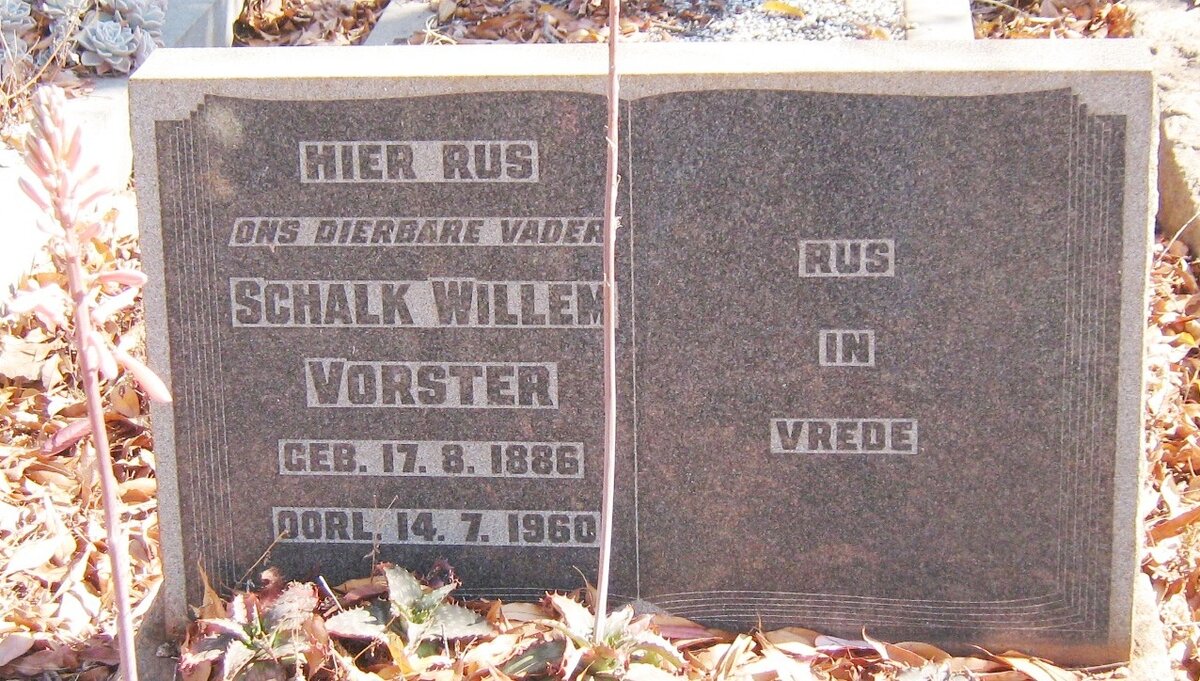 HIER RUS
ONS DIERBARE VADER
SCHALK WILLEM
VORSTER
GEB. 17. 8. 1886
OORL. 14. 7. 1960
RUS
IN
VREDE